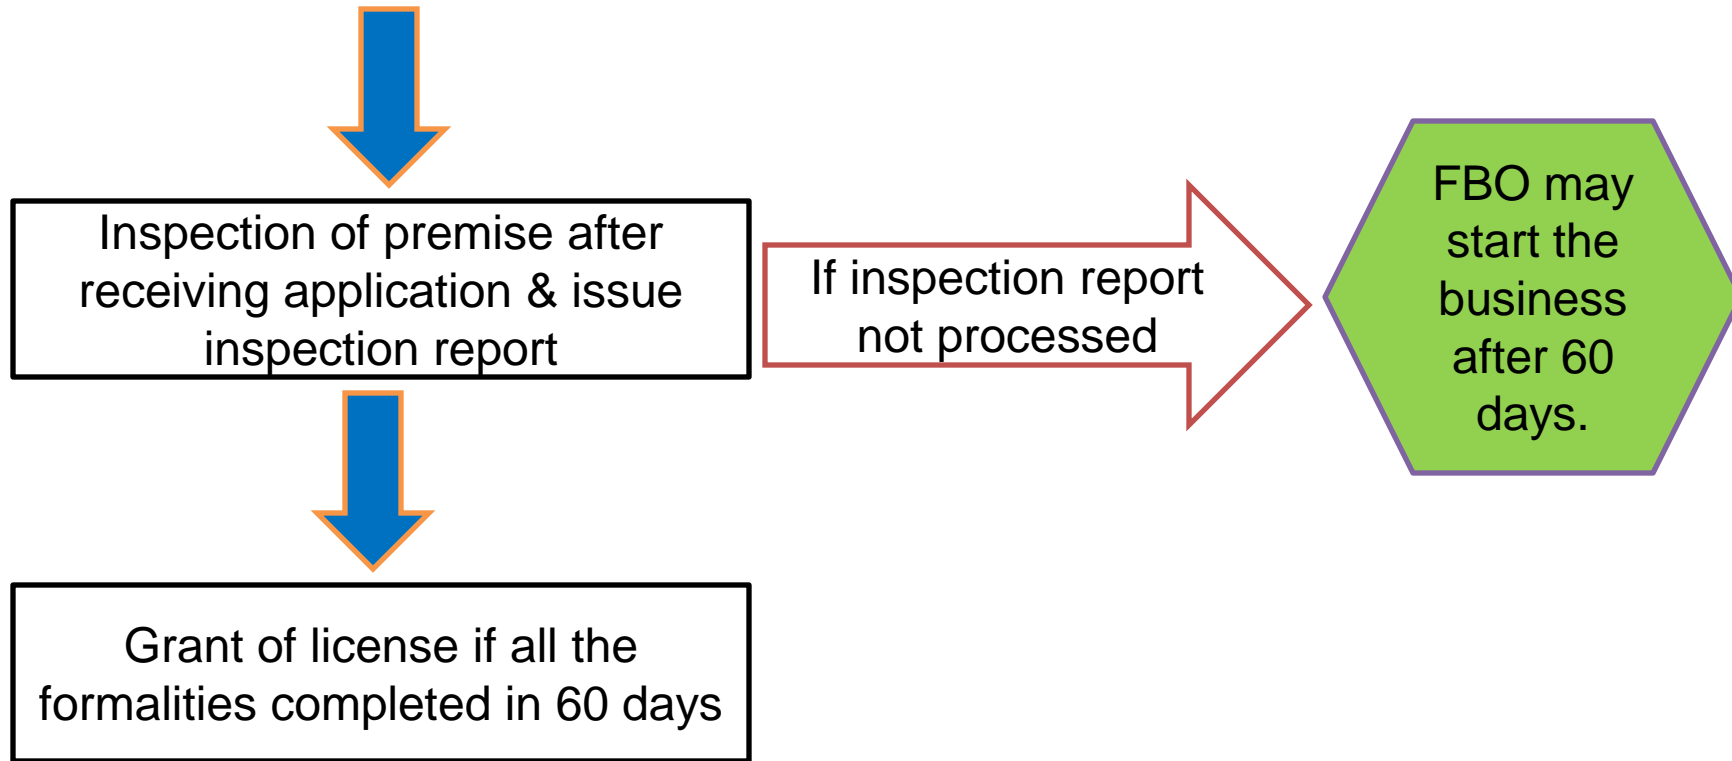 Inspection of premise after
receiving application & issue
inspection report
If inspection report
not processed
FBO may
start the
business
after 60
days.
Grant of license if all the
formalities completed in 60 days